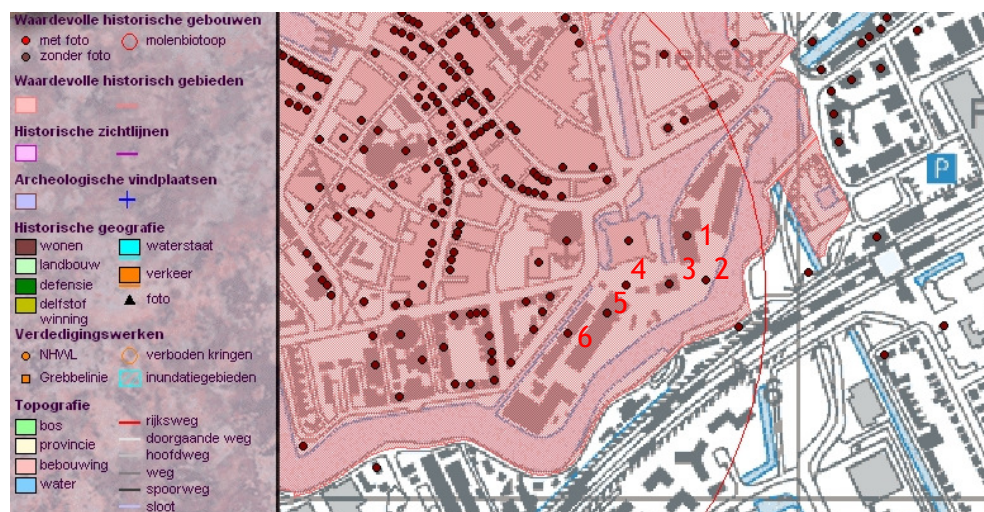 Waardevolle historische gebouwen
met foto
molenbiotoop
zonder foto
Waardevolle historisch gebieden
Historische zichtlijnen
Archeologische vindplaatsen
Historische geografie
wonen
waterstaat
landbouw
defensie
verkeer
delfstof
winning
foto
Verdedigingswerken
NHWL
verboden kringen
Grebbelinie
inundatiegebieden
Topografie
bos
rijksweg
provincie
doorgaande weg
hoofdweg
bebouwing
weg
water
spoorweg
sloot
P
1
2
3
4
5
6